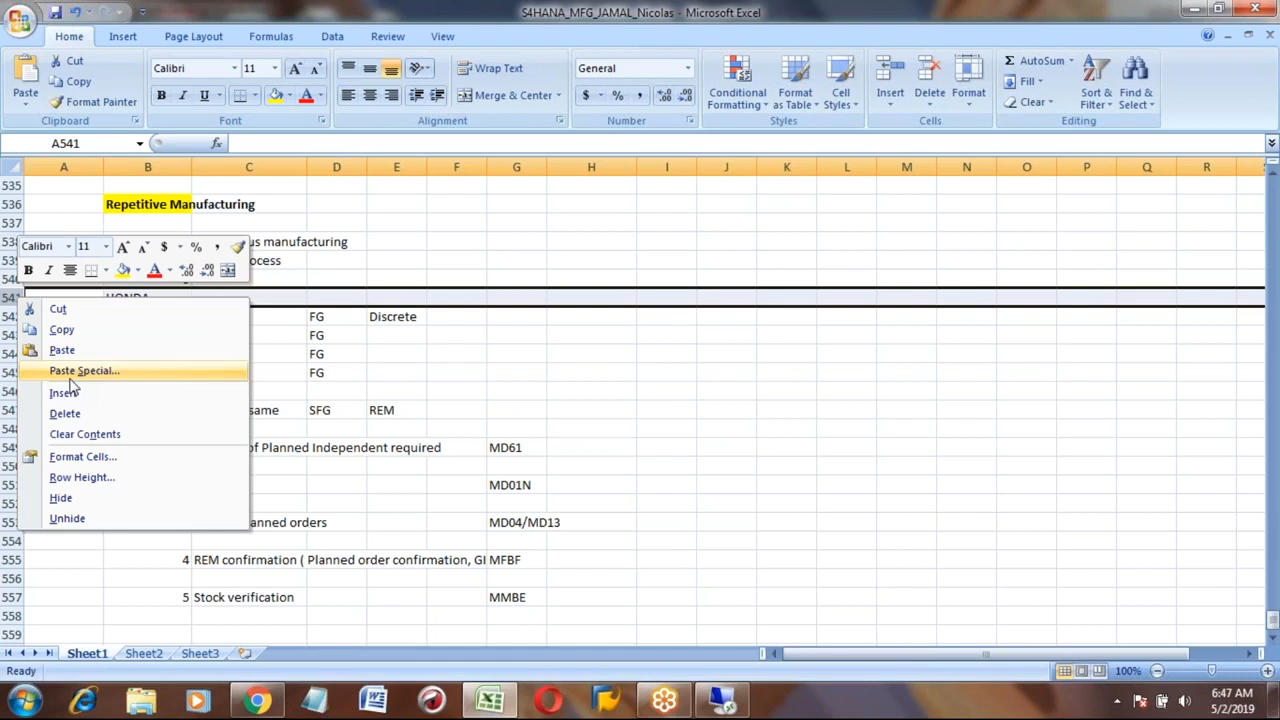 S4HANA_MFG_JAMAL_Nicolas - Microsoft Excel
Home Insert Page Layout Formulas Data Review View
Paste Cut Copy Format Painter Clipboard
Calibri 11 A A B I U A Font
Wrap Text Merge & Center Alignment
General $ % , Number
Conditional Formatting Format as Table Cell Styles Styles
Insert Delete Format Cells
Σ AutoSum Fill Clear Sort & Filter Find & Select Editing
A541 fx
A B C D E F G H I J K L M N O P Q R
535
536 Repetitive Manufacturing
537
us manufacturing
ocess
Calibri 11 A A $ % ,
B I A
HONDA
Cut
Copy
Paste
Paste Special...
Insert
Delete
Clear Contents
Format Cells...
Row Height...
Hide
Unhide
FG Discrete
FG
FG
FG
same SFG REM
of Planned Independent required MD61
MD01N
anned orders MD04/MD13
554
555 4 REM confirmation ( Planned order confirmation, GI MFBF
556
557 5 Stock verification MMBE
558
559
Sheet1 Sheet2 Sheet3
Ready 100%
6:47 AM
5/2/2019